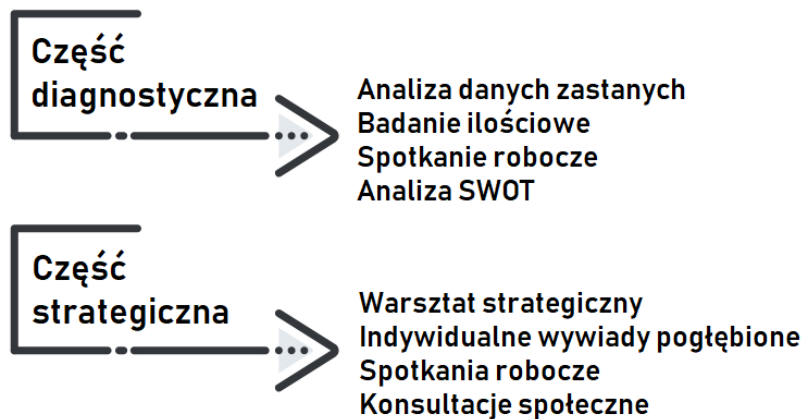 Część
diagnostyczna
Analiza danych zastanych
Badanie ilościowe
Spotkanie robocze
Analiza SWOT
Część
strategiczna
Warsztat strategiczny
Indywidualne wywiady pogłębione
Spotkania robocze
Konsultacje społeczne